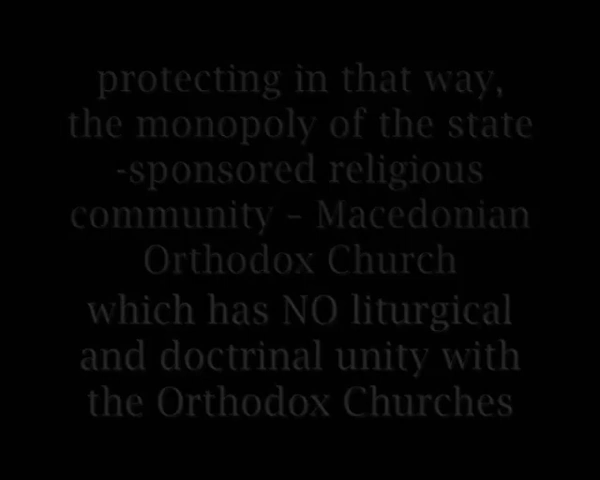 protecting in that way,
the monopoly of the state
-sponsored religious
community – Macedonian
Orthodox Church
which has NO liturgical
and doctrinal unity with
the Orthodox Churches